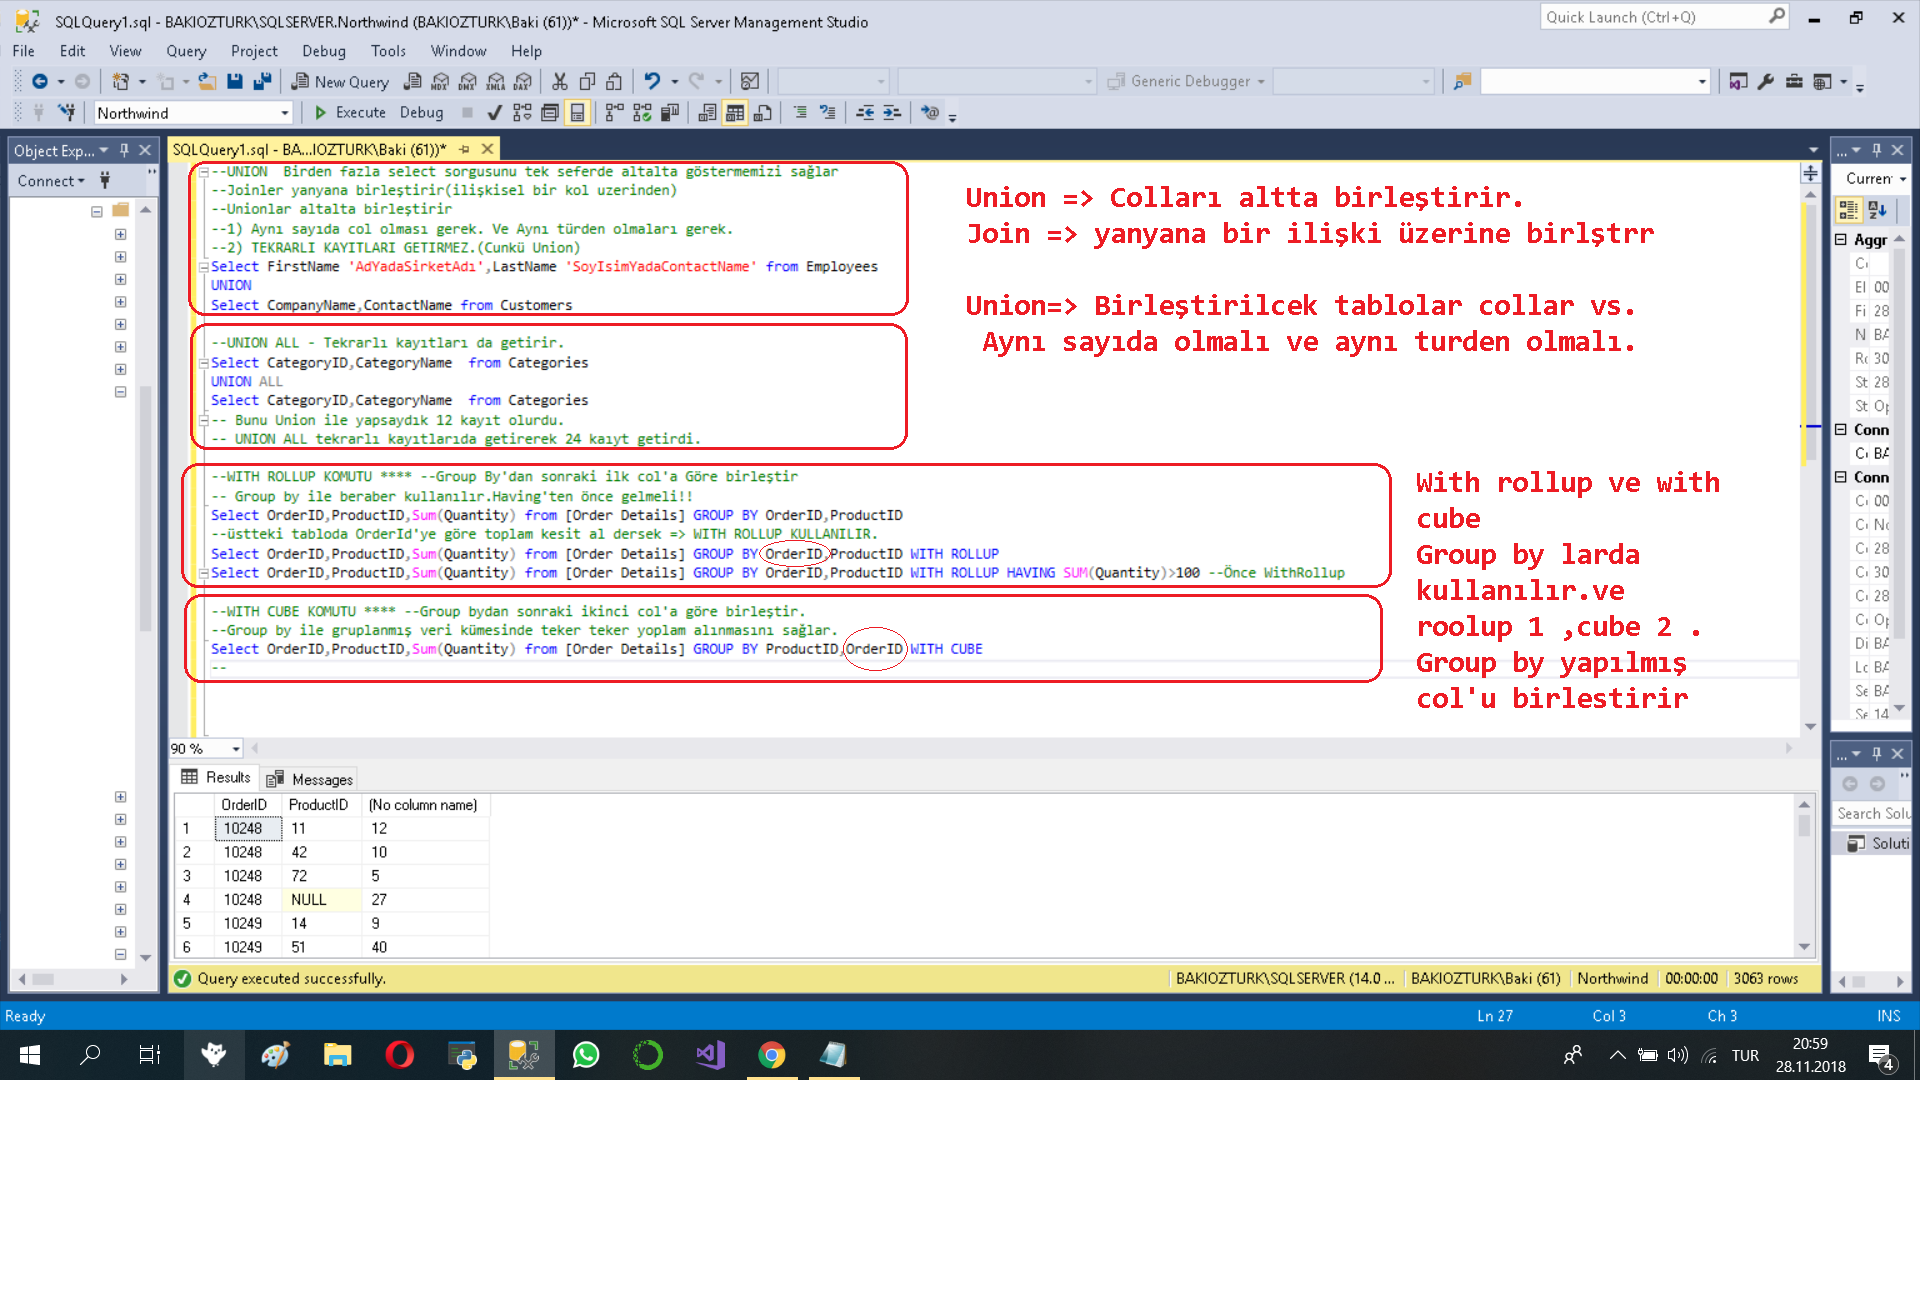 SQLQuery1.sql - BAKIOZTURK\SQLSERVER.Northwind (BAKIOZTURK\Baki (61))* - Microsoft SQL Server Management Studio
Quick Launch (Ctrl+Q)
File Edit View Query Project Debug Tools Window Help
New Query
MDX DMX XMLA DAX
Generic Debugger
Northwind
Execute Debug
Object Exp...
SQLQuery1.sql - BA...IOZTURK\Baki (61))*
Connect
--UNION  Birden fazla select sorgusunu tek seferde altalta göstermemizi sağlar
--Joinler yanyana birleştirir(ilişkisel bir kol uzerinden)
--Unionlar altalta birleştirir
--1) Aynı sayıda col olması gerek. Ve Aynı türden olmaları gerek.
--2) TEKRARLI KAYITLARI GETIRMEZ.(Cunkü Union)
Select FirstName 'AdYadaSirketAdı',LastName 'SoyIsimYadaContactName' from Employees
UNION
Select CompanyName,ContactName from Customers
--UNION ALL - Tekrarlı kayıtları da getirir.
Select CategoryID,CategoryName  from Categories
UNION ALL
Select CategoryID,CategoryName  from Categories
-- Bunu Union ile yapsaydık 12 kayıt olurdu.
-- UNION ALL tekrarlı kayıtlarıda getirerek 24 kaıyt getirdi.
--WITH ROLLUP KOMUTU **** --Group By'dan sonraki ilk col'a Göre birleştir
-- Group by ile beraber kullanılır.Having'ten önce gelmeli!!
Select OrderID,ProductID,Sum(Quantity) from [Order Details] GROUP BY OrderID,ProductID
--üstteki tabloda OrderId'ye göre toplam kesit al dersek => WITH ROLLUP KULLANILIR.
Select OrderID,ProductID,Sum(Quantity) from [Order Details] GROUP BY OrderID,ProductID WITH ROLLUP
Select OrderID,ProductID,Sum(Quantity) from [Order Details] GROUP BY OrderID,ProductID WITH ROLLUP HAVING SUM(Quantity)>100 --Önce WithRollup
--WITH CUBE KOMUTU **** --Group bydan sonraki ikinci col'a göre birleştir.
--Group by ile gruplanmış veri kümesinde teker teker yoplam alınmasını sağlar.
Select OrderID,ProductID,Sum(Quantity) from [Order Details] GROUP BY ProductID,OrderID WITH CUBE
--
Union => Colları altta birleştirir.
Join => yanyana bir ilişki üzerine birlştrr
Union=> Birleştirilcek tablolar collar vs.
Aynı sayıda olmalı ve aynı turden olmalı.
With rollup ve with
cube
Group by larda
kullanılır.ve
roolup 1 ,cube 2 .
Group by yapılmış
col'u birlestirir
90 %
Results Messages
OrderID ProductID (No column name)
1 10248 11 12
2 10248 42 10
3 10248 72 5
4 10248 NULL 27
5 10249 14 9
6 10249 51 40
Query executed successfully.
BAKIOZTURK\SQLSERVER (14.0 ... BAKIOZTURK\Baki (61) Northwind 00:00:00 3063 rows
Aggr
El 00
Fi 28
N BA
30
St 28
St
Conn
BA
Conn
00
28
30
28
Di BA
BA
BA
14
Search Solu
Soluti
Ready
Ln 27 Col 3 Ch 3 INS
TUR
20:59
28.11.2018
4